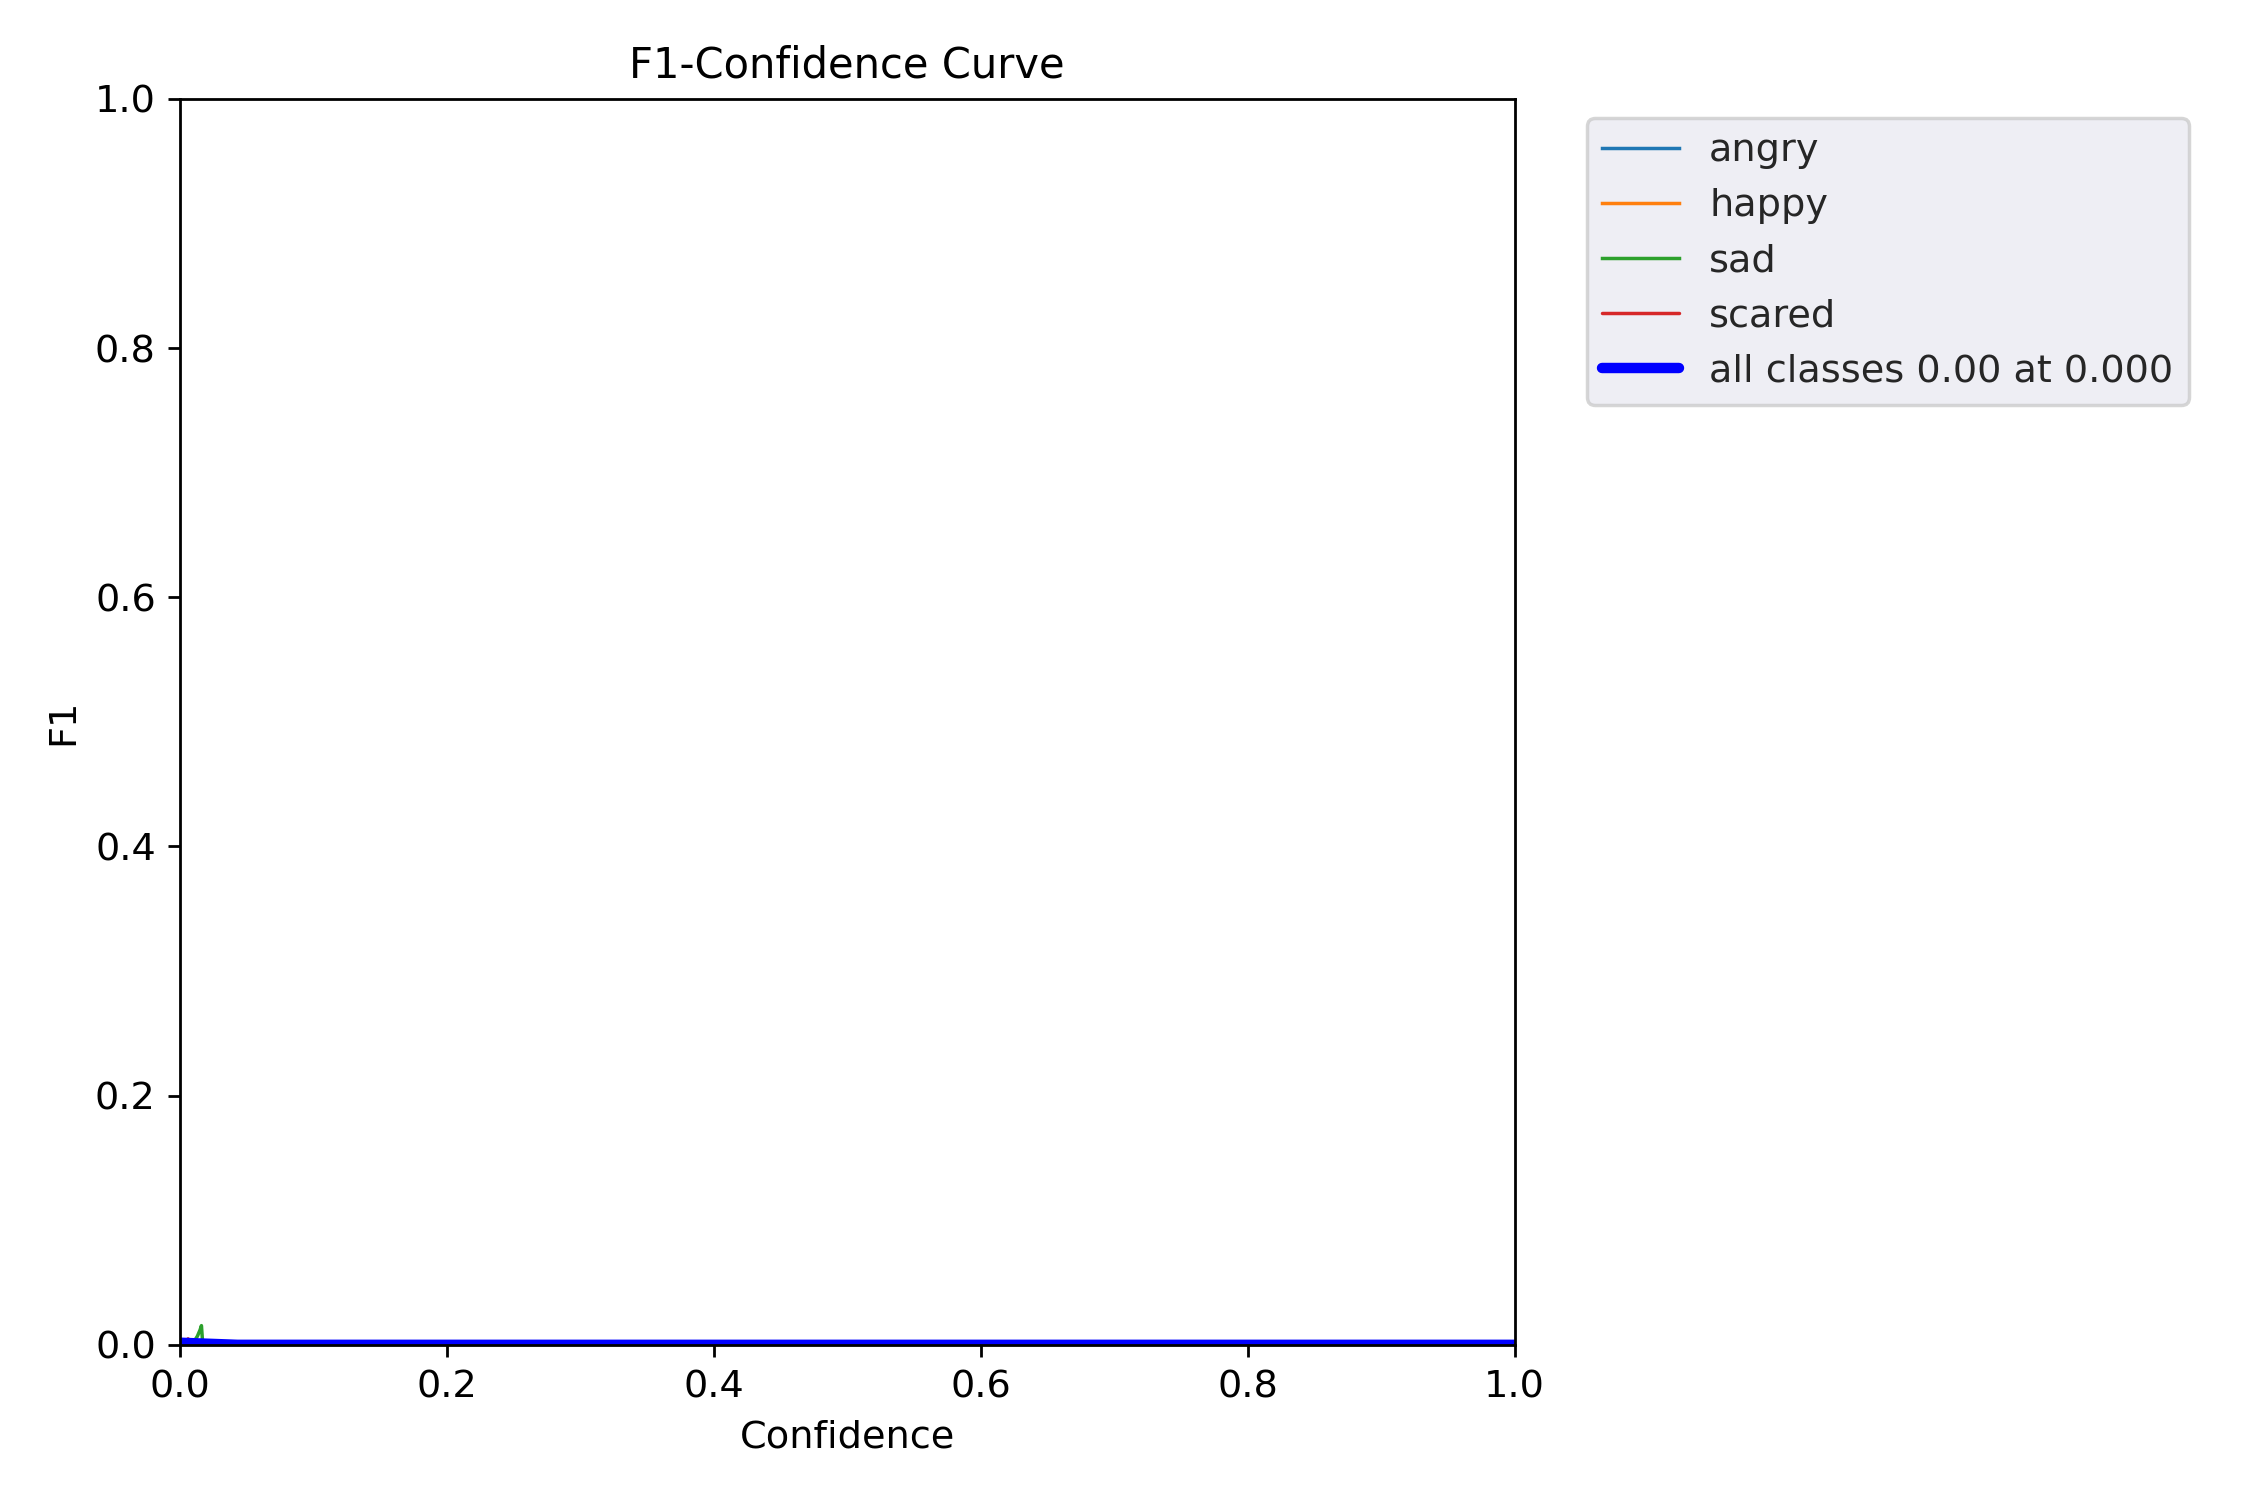 F1-Confidence Curve
1.0
0.8
0.6
0.4
0.2
0.0
F1
0.0 0.2 0.4 0.6 0.8 1.0
Confidence
angry
happy
sad
scared
all classes 0.00 at 0.000